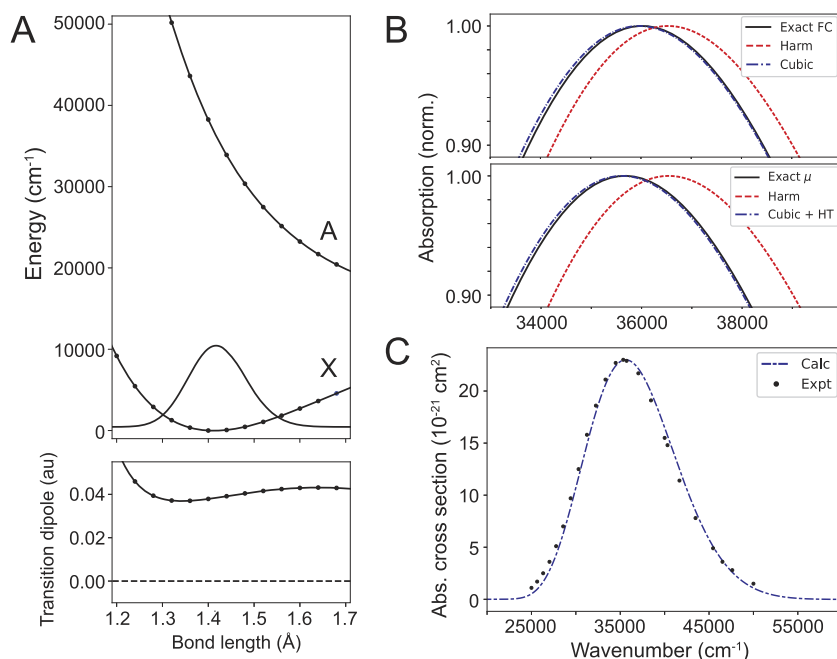 A
Energy (cm-1)
50000
40000
30000
20000
10000
0
A
X
Transition dipole (au)
0.04
0.02
0.00
1.2 1.3 1.4 1.5 1.6 1.7
Bond length (Å)
B
Absorption (norm.)
1.00
0.90
Exact FC
Harm
Cubic
1.00
0.90
Exact μ
Harm
Cubic + HT
34000 36000 38000
C
Abs. cross section (10-21 cm2)
20
15
10
5
0
Calc
Expt
25000 35000 45000 55000
Wavenumber (cm-1)